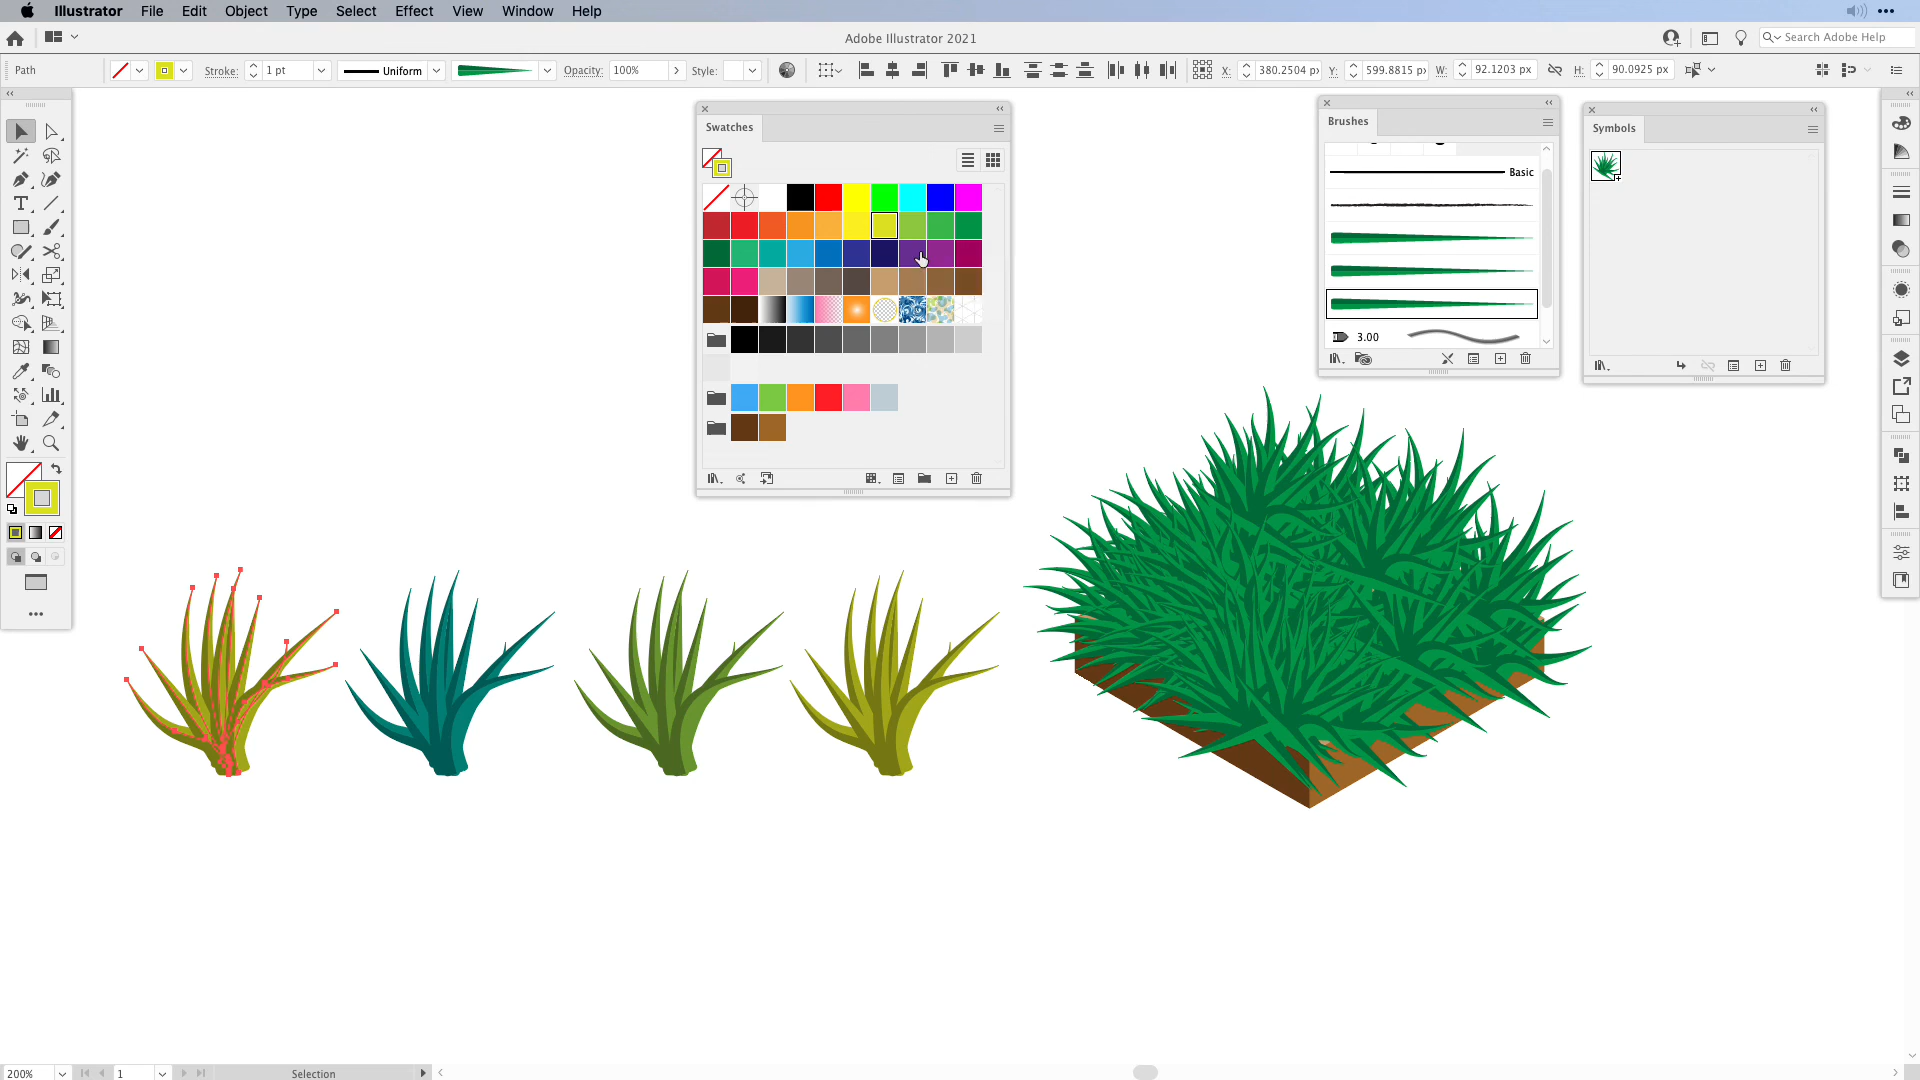 Illustrator File Edit Object Type Select Effect View Window Help
Adobe Illustrator 2021
Search Adobe Help
Path
Stroke: 1 pt
Uniform
Opacity: 100%
Style:
X: 380.2504 px
Y: 599.8815 px
W: 92.1203 px
H: 90.0925 px
Swatches
Brushes
Basic
3.00
Symbols
200%
1
Selection